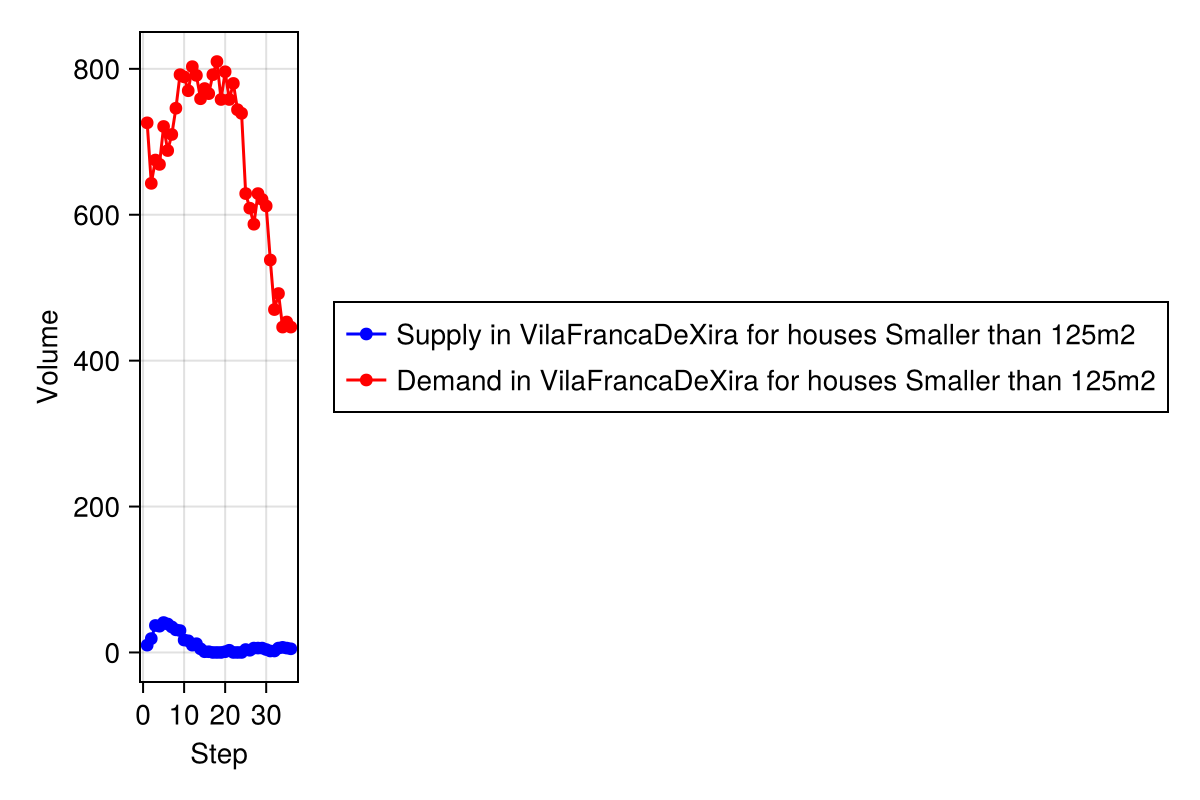 800
600
400
200
0
Volume
0 10 20 30
Step
Supply in VilaFrancaDeXira for houses Smaller than 125m2
Demand in VilaFrancaDeXira for houses Smaller than 125m2